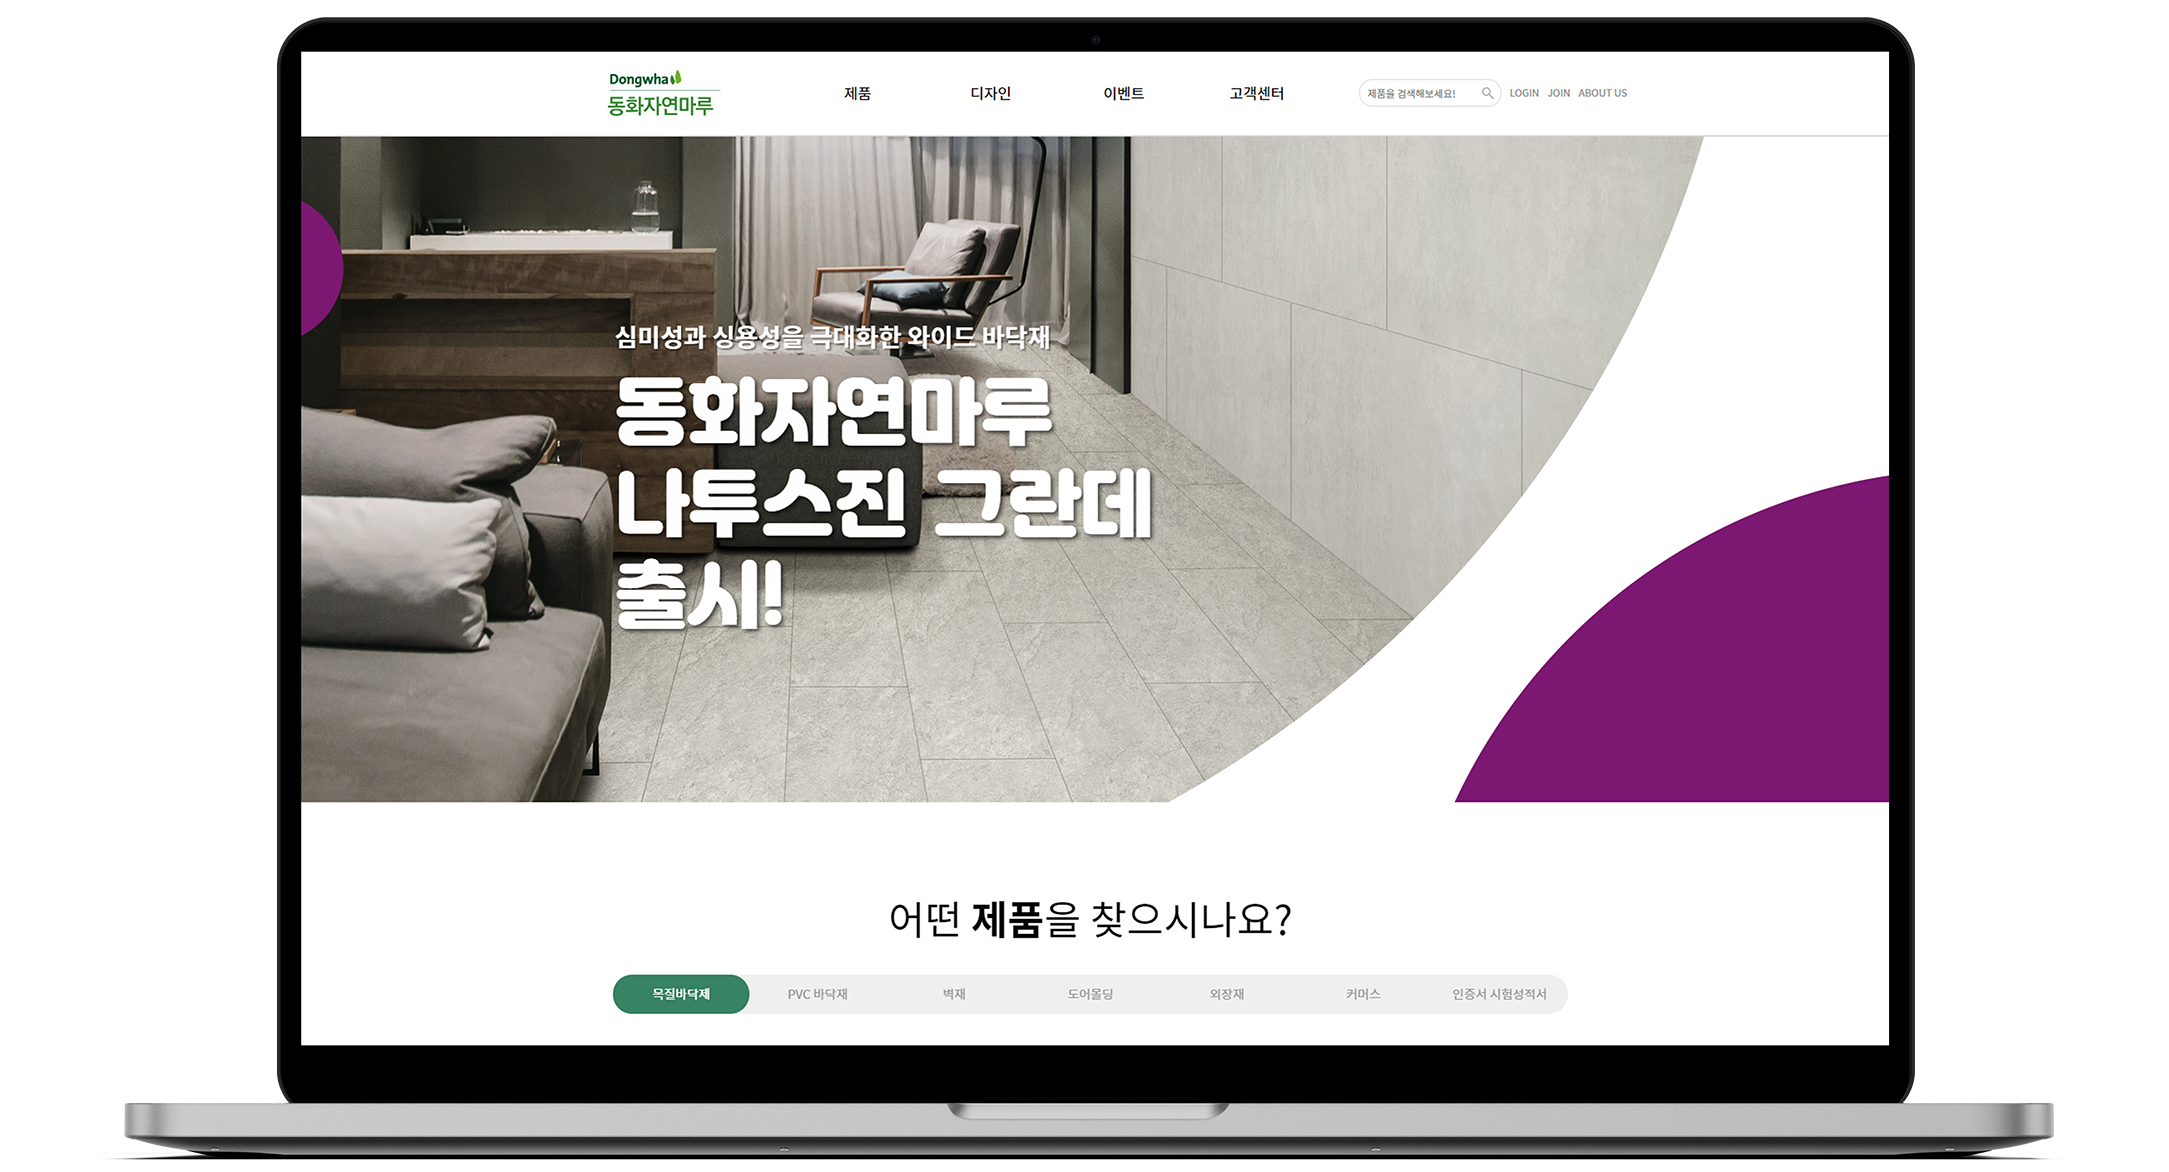 Dongwha
동화자연마루
제품
디자인
이벤트
고객센터
제품을 검색해보세요!
LOGIN JOIN ABOUT US
심미성과 싱용성을 극대화한 와이드 바닥재
동화자연마루
나투스진 그란데
출시!
어떤 제품을 찾으시나요?
목질바닥제
PVC 바닥재
벽재
도어몰딩
외장재
커머스
인증서 시험성적서